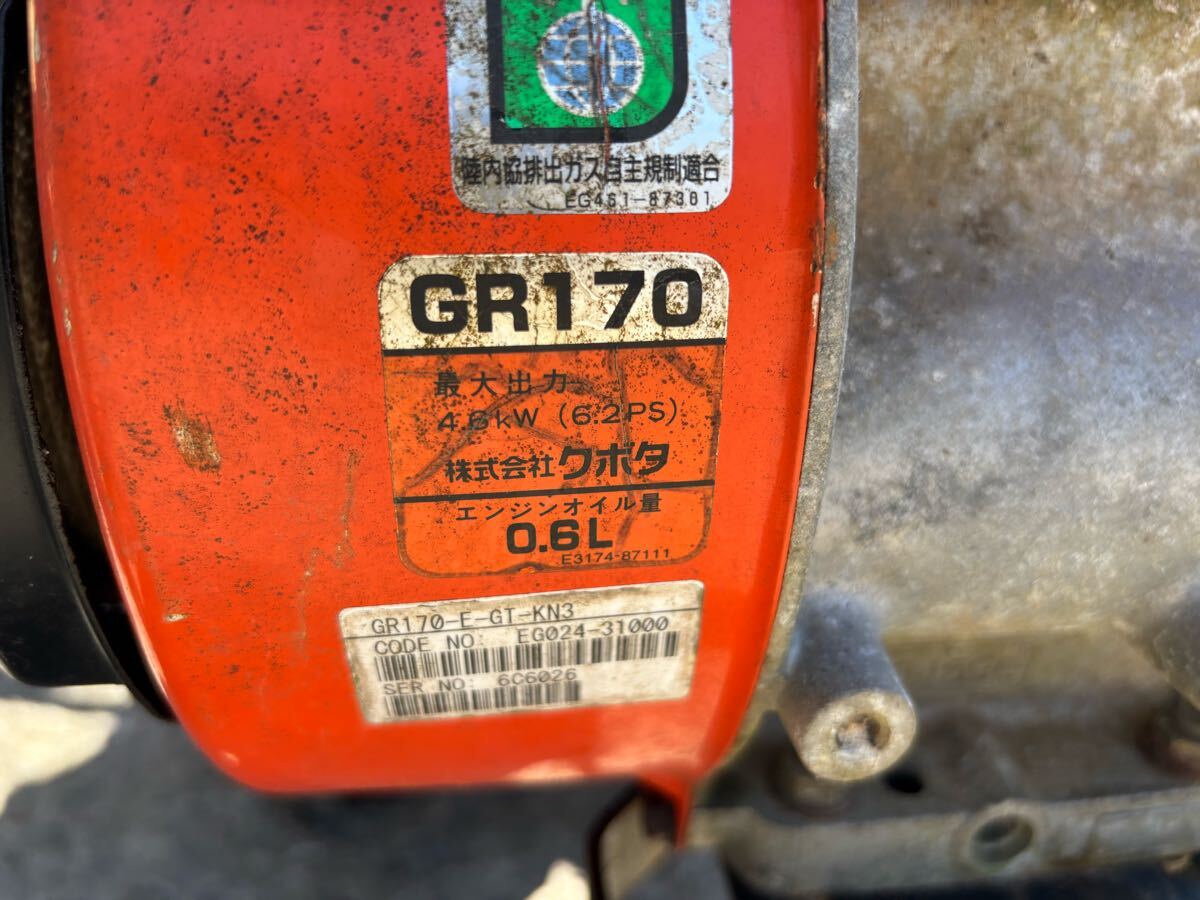 陸内協排出ガス自主規制適合
EG461-87361
GR170
最大出力
4.6kW (6.2PS)
株式会社クボタ
エンジンオイル量
0.6L
E3174-87111
GR170-E-GT-KN3
CODE NO: EG024-31000
SER NO: 6C6026